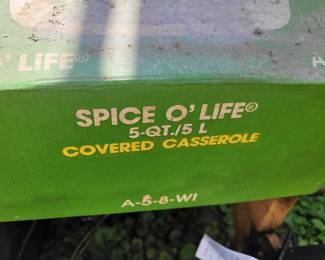 O' LIFE®
A
SPICE O' LIFE®
5-QT./5 L
COVERED CASSEROLE
A-5-8-WI